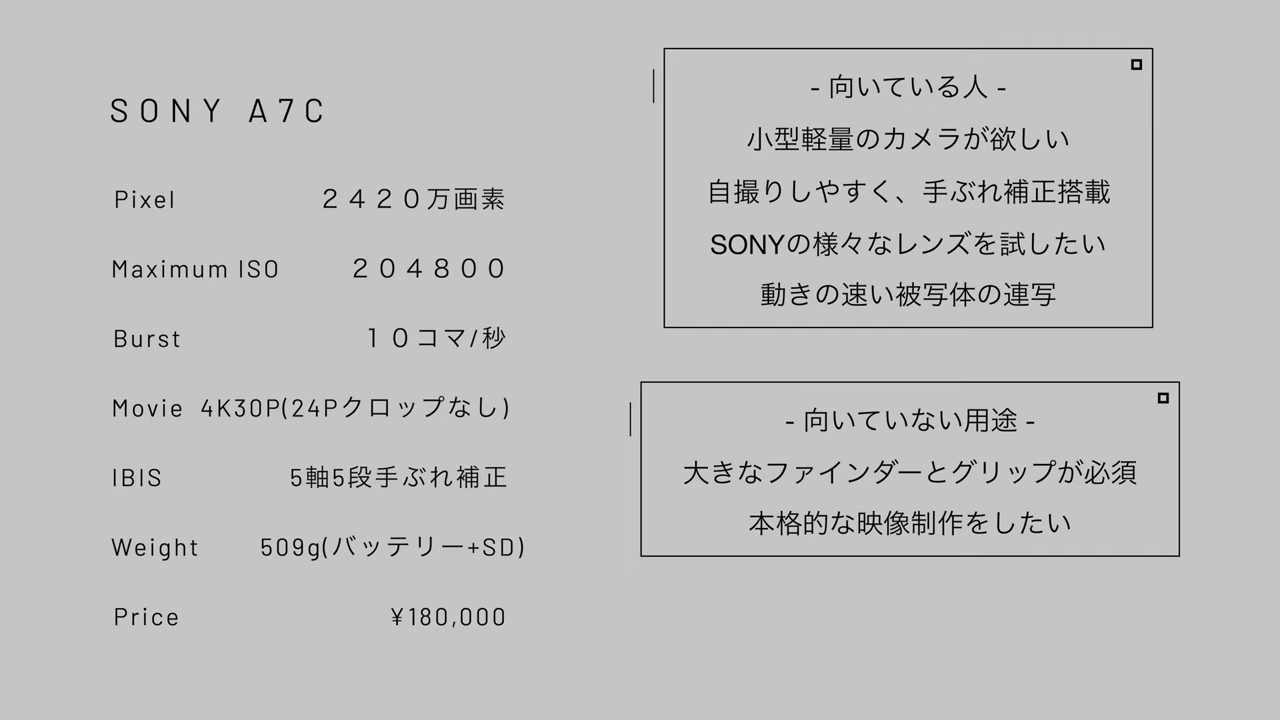 SONY A7C
Pixel ２４２０万画素
Maximum ISO ２０４８００
Burst １０コマ/秒
Movie 4K30P(24Pクロップなし)
IBIS 5軸5段手ぶれ補正
Weight 509g(バッテリー+SD)
Price ¥180,000
- 向いている人 -
小型軽量のカメラが欲しい
自撮りしやすく、手ぶれ補正搭載
SONYの様々なレンズを試したい
動きの速い被写体の連写
- 向いていない用途 -
大きなファインダーとグリップが必須
本格的な映像制作をしたい